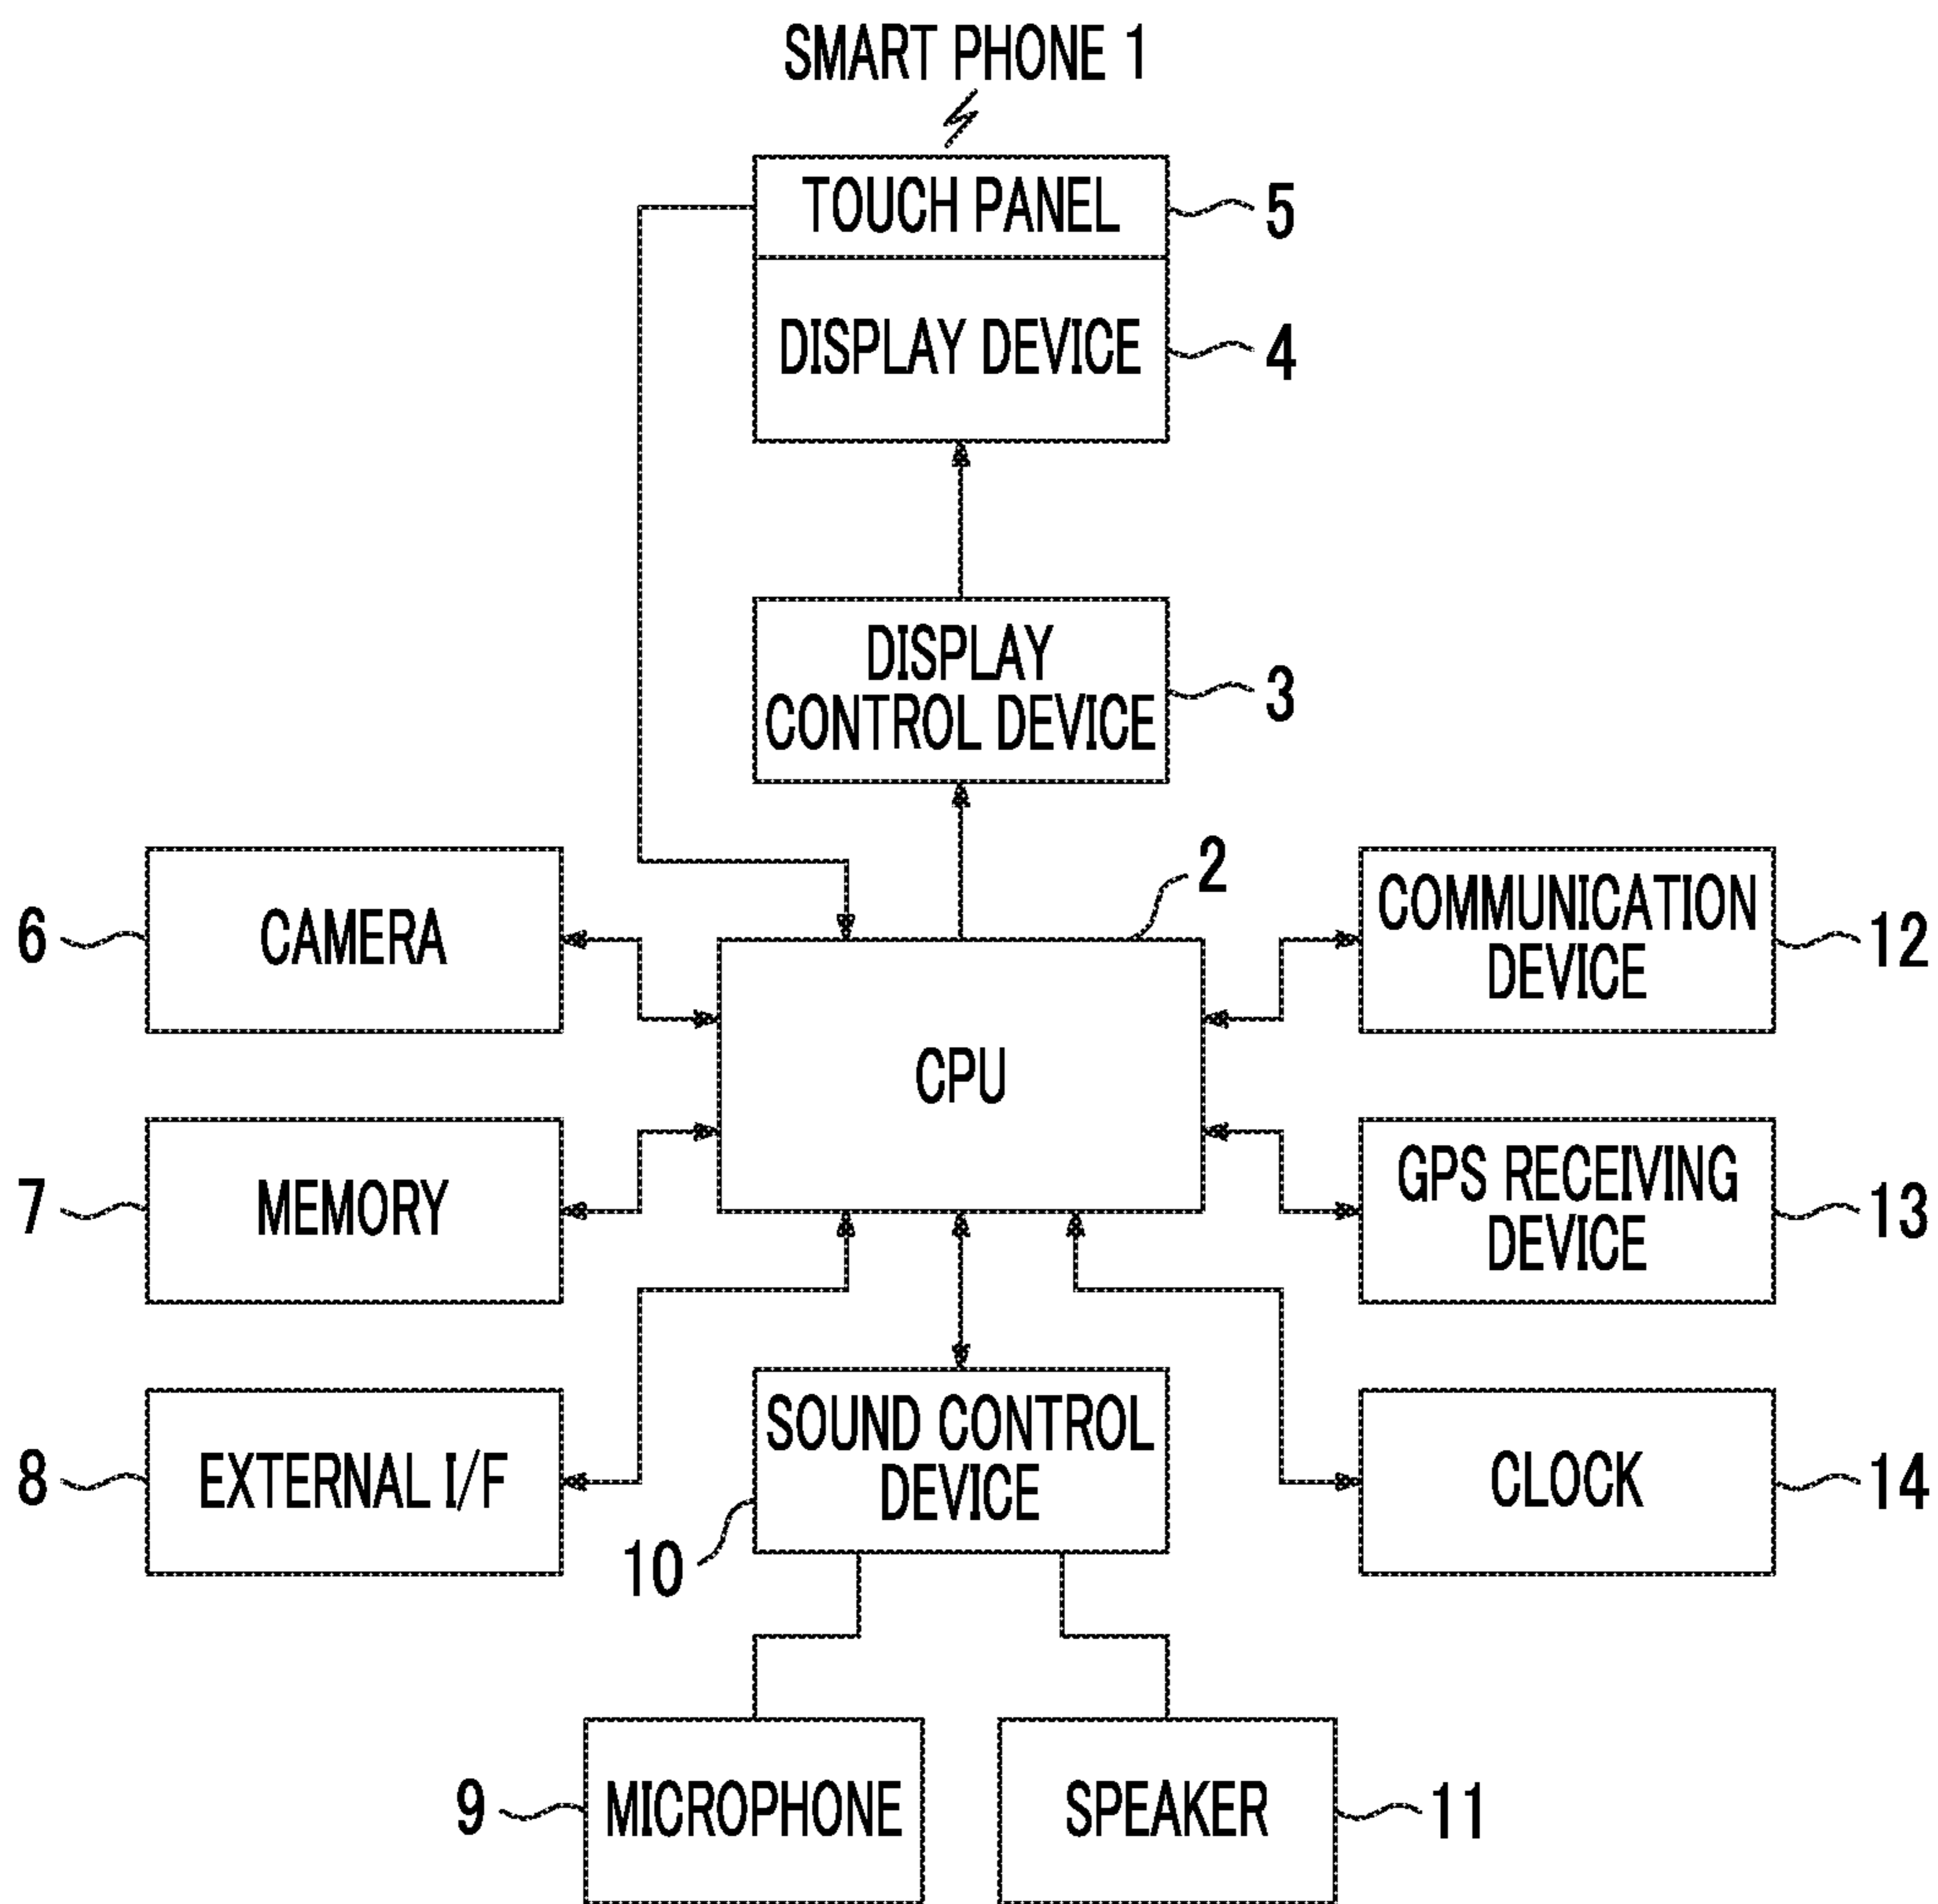 SMART PHONE 1
TOUCH PANEL
5
DISPLAY DEVICE
4
DISPLAY
CONTROL DEVICE
3
2
6
CAMERA
COMMUNICATION
DEVICE
12
CPU
7
MEMORY
GPS RECEIVING
DEVICE
13
8
EXTERNAL I/F
SOUND CONTROL
DEVICE
10
CLOCK
14
9
MICROPHONE
SPEAKER
11